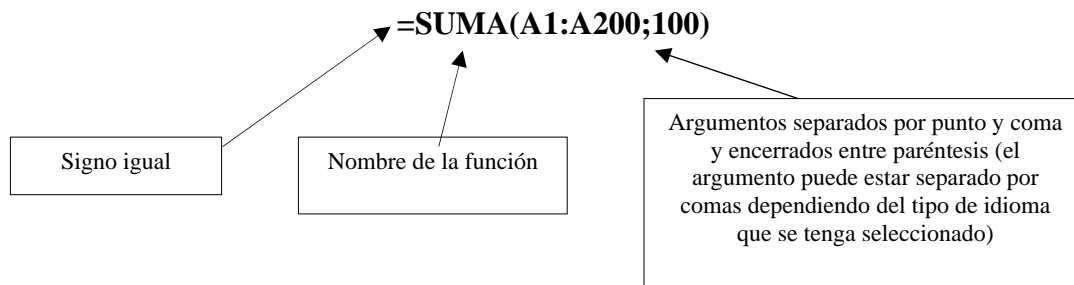 =SUMA(A1:A200;100)
Signo igual
Nombre de la función
Argumentos separados por punto y coma
y encerrados entre paréntesis (el
argumento puede estar separado por
comas dependiendo del tipo de idioma
que se tenga seleccionado)